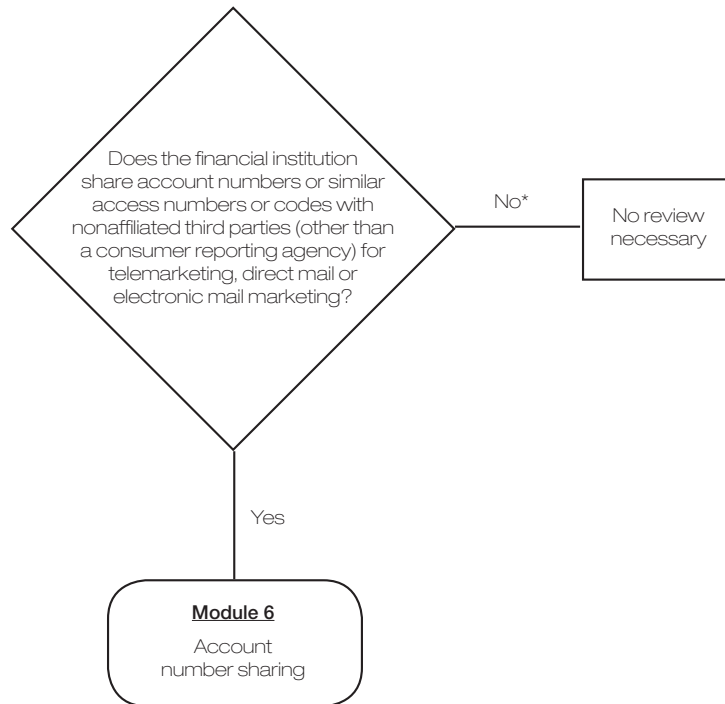 Does the financial institution
share account numbers or similar
access numbers or codes with
nonaffiliated third parties (other than
a consumer reporting agency) for
telemarketing, direct mail or
electronic mail marketing?
No*
No review
necessary
Yes
Module 6
Account
number sharing